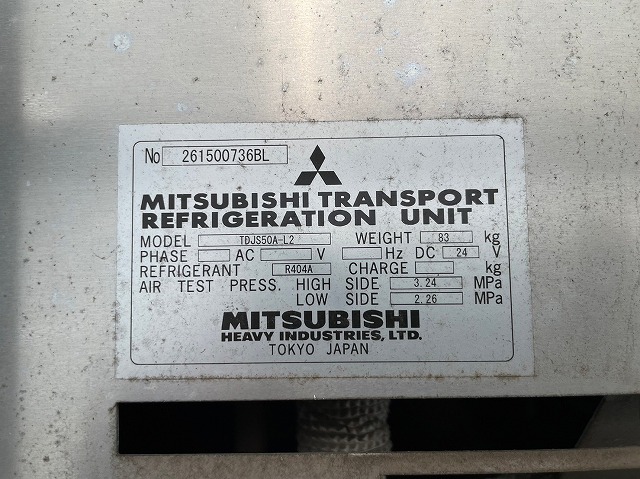 No 261500736BL
MITSUBISHI TRANSPORT
REFRIGERATION UNIT
MODEL TDJS50A-L2 WEIGHT 83 kg
PHASE AC V Hz DC 24 V
REFRIGERANT R404A CHARGE kg
AIR TEST PRESS. HIGH SIDE 3.24 MPa
LOW SIDE 2.26 MPa
MITSUBISHI
HEAVY INDUSTRIES, LTD.
TOKYO JAPAN